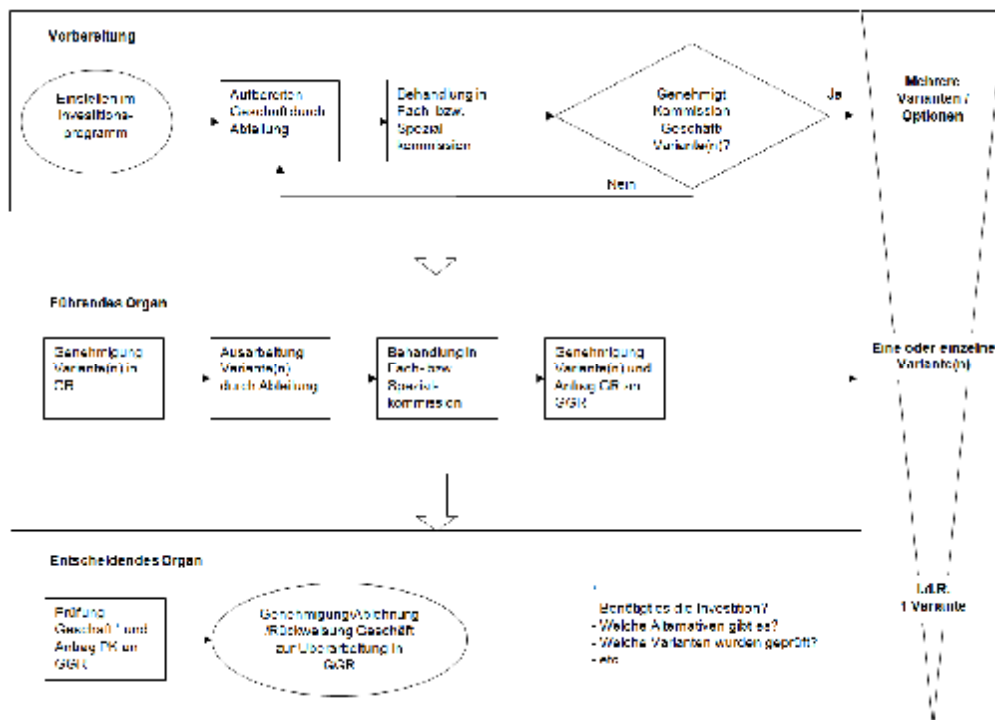 Vorbereitung
Einstellen im
Investitions-
programm
Aufbereiten
Geschäft durch
Abteilung
Behandlung in
Fach- bzw.
Spezial-
kommission
Genehmigt
Kommission
Geschäft/
Variante(n)?
Ja
Nein
Mehrere
Varianten /
Optionen
Führendes Organ
Genehmigung
Variante(n) in
GR
Ausarbeitung
Variante(n)
durch Abteilung
Behandlung in
Fach- bzw.
Spezial-
kommission
Genehmigung
Variante(n) und
Antrag GR an
GGR
Eine oder einzelne
Variante(n)
Entscheidendes Organ
Prüfung
Geschäft * und
Antrag PK an
GGR
Genehmigung/Ablehnung
/Rückweisung Geschäft
zur Überarbeitung in
GGR
*
- Benötigt es die Investition?
- Welche Alternativen gibt es?
- Welche Varianten wurden geprüft?
- etc.
i.d.R.
1 Variante